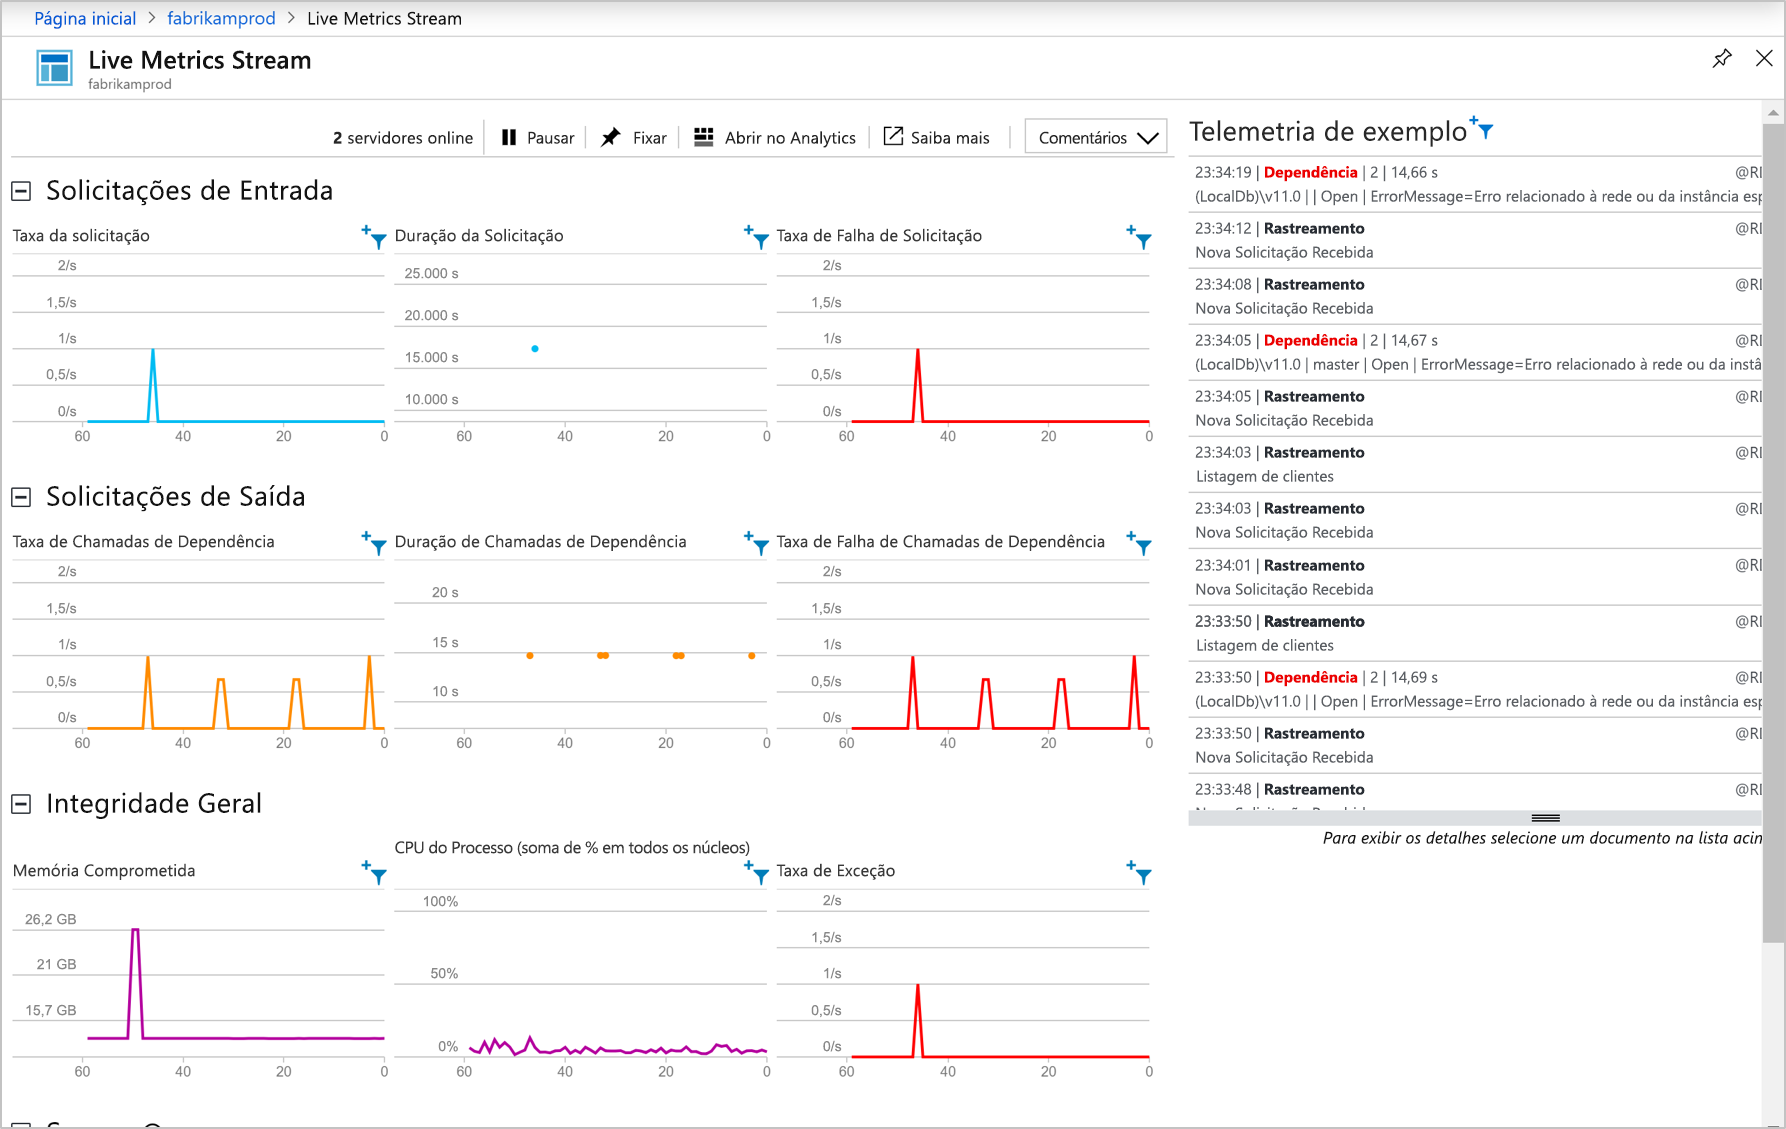 Página inicial > fabrikamprod > Live Metrics Stream
Live Metrics Stream
fabrikamprod
2 servidores online
Pausar
Fixar
Abrir no Analytics
Saiba mais
Comentários
Solicitações de Entrada
Taxa da solicitação
2/s
1,5/s
1/s
0,5/s
0/s
60 40 20 0
Duração da Solicitação
25.000 s
20.000 s
15.000 s
10.000 s
60 40 20 0
Taxa de Falha de Solicitação
2/s
1,5/s
1/s
0,5/s
0/s
60 40 20 0
Solicitações de Saída
Taxa de Chamadas de Dependência
2/s
1,5/s
1/s
0,5/s
0/s
60 40 20 0
Duração de Chamadas de Dependência
20 s
15 s
10 s
60 40 20 0
Taxa de Falha de Chamadas de Dependência
2/s
1,5/s
1/s
0,5/s
0/s
60 40 20 0
Integridade Geral
Memória Comprometida
26,2 GB
21 GB
15,7 GB
60 40 20 0
CPU do Processo (soma de % em todos os núcleos)
100%
50%
0%
60 40 20 0
Taxa de Exceção
2/s
1,5/s
1/s
0,5/s
0/s
60 40 20 0
Telemetria de exemplo
23:34:19 | Dependência | 2 | 14,66 s @RI
(LocalDb)\v11.0 | | Open | ErrorMessage=Erro relacionado à rede ou da instância esp
23:34:12 | Rastreamento @RI
Nova Solicitação Recebida
23:34:08 | Rastreamento @RI
Nova Solicitação Recebida
23:34:05 | Dependência | 2 | 14,67 s @RI
(LocalDb)\v11.0 | master | Open | ErrorMessage=Erro relacionado à rede ou da instâ
23:34:05 | Rastreamento @RI
Nova Solicitação Recebida
23:34:03 | Rastreamento @RI
Listagem de clientes
23:34:03 | Rastreamento @RI
Nova Solicitação Recebida
23:34:01 | Rastreamento @RI
Nova Solicitação Recebida
23:33:50 | Rastreamento @RI
Listagem de clientes
23:33:50 | Dependência | 2 | 14,69 s @RI
(LocalDb)\v11.0 | | Open | ErrorMessage=Erro relacionado à rede ou da instância esp
23:33:50 | Rastreamento @RI
Nova Solicitação Recebida
23:33:48 | Rastreamento @RI
Para exibir os detalhes selecione um documento na lista acin